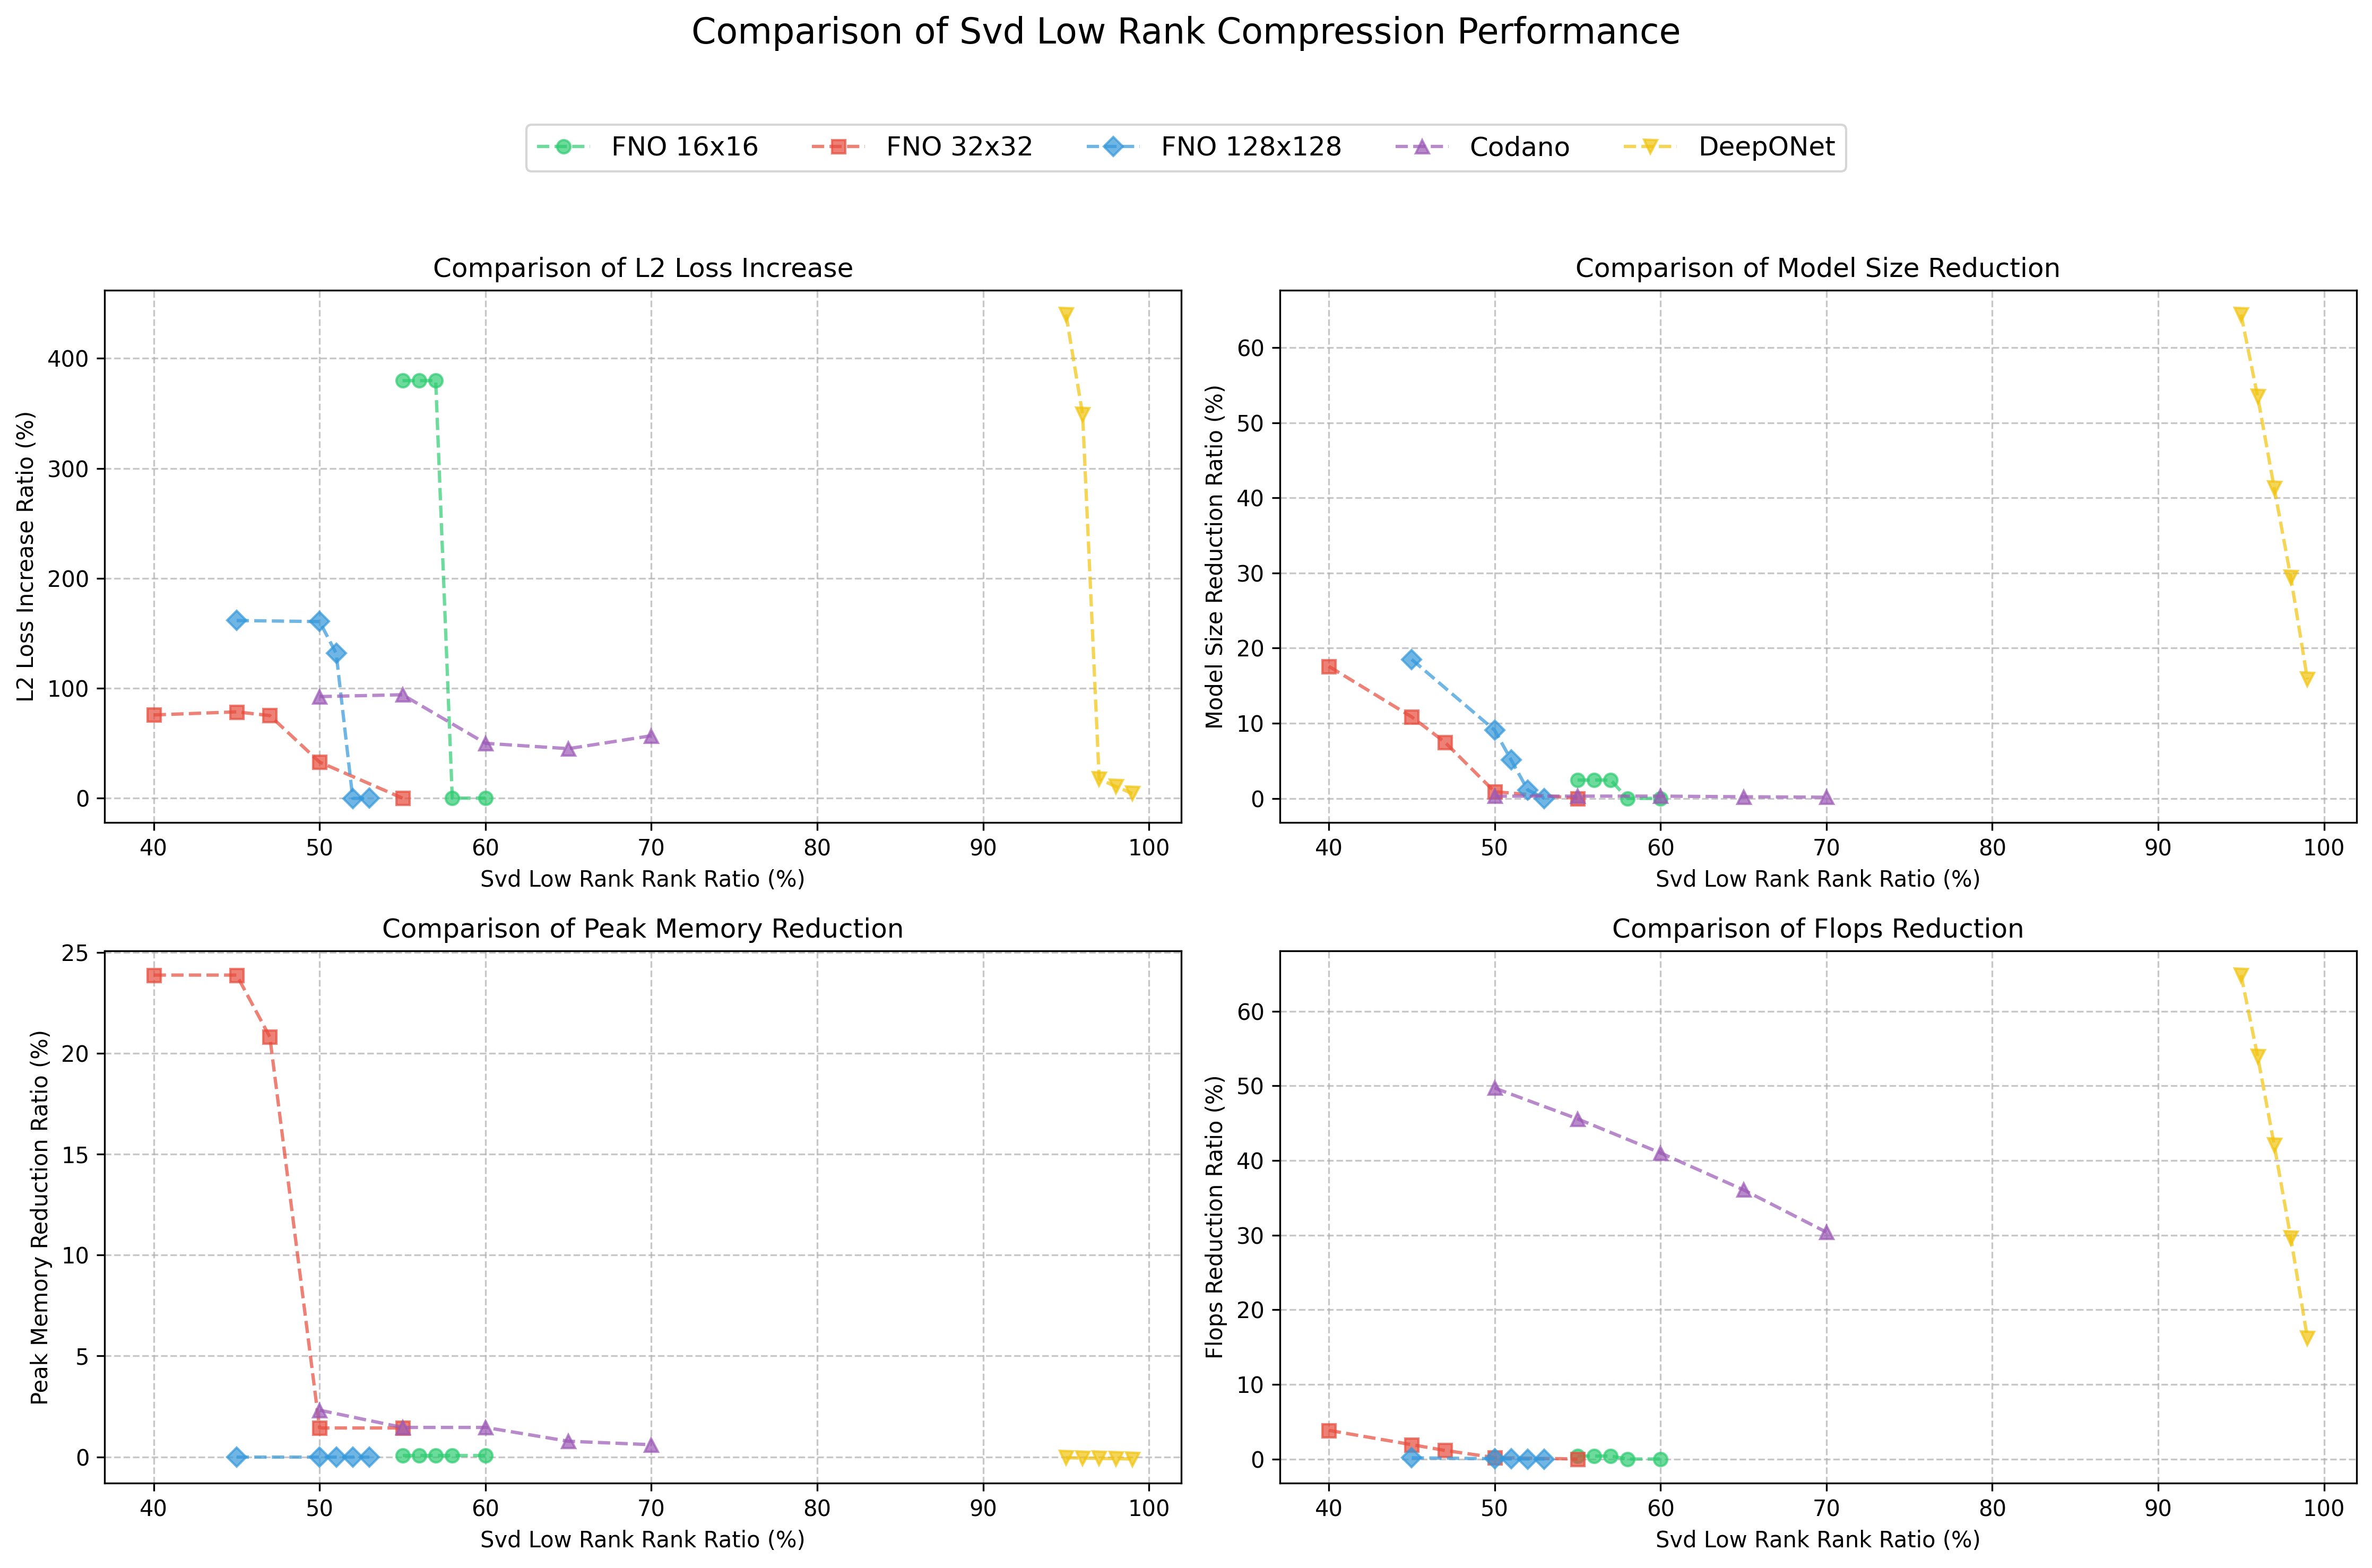 Comparison of Svd Low Rank Compression Performance
FNO 16x16 FNO 32x32 FNO 128x128 Codano DeepONet
Comparison of L2 Loss Increase
L2 Loss Increase Ratio (%)
400
300
200
100
0
40 50 60 70 80 90 100
Svd Low Rank Rank Ratio (%)
Comparison of Model Size Reduction
Model Size Reduction Ratio (%)
60
50
40
30
20
10
0
40 50 60 70 80 90 100
Svd Low Rank Rank Ratio (%)
Comparison of Peak Memory Reduction
Peak Memory Reduction Ratio (%)
25
20
15
10
5
0
40 50 60 70 80 90 100
Svd Low Rank Rank Ratio (%)
Comparison of Flops Reduction
Flops Reduction Ratio (%)
60
50
40
30
20
10
0
40 50 60 70 80 90 100
Svd Low Rank Rank Ratio (%)